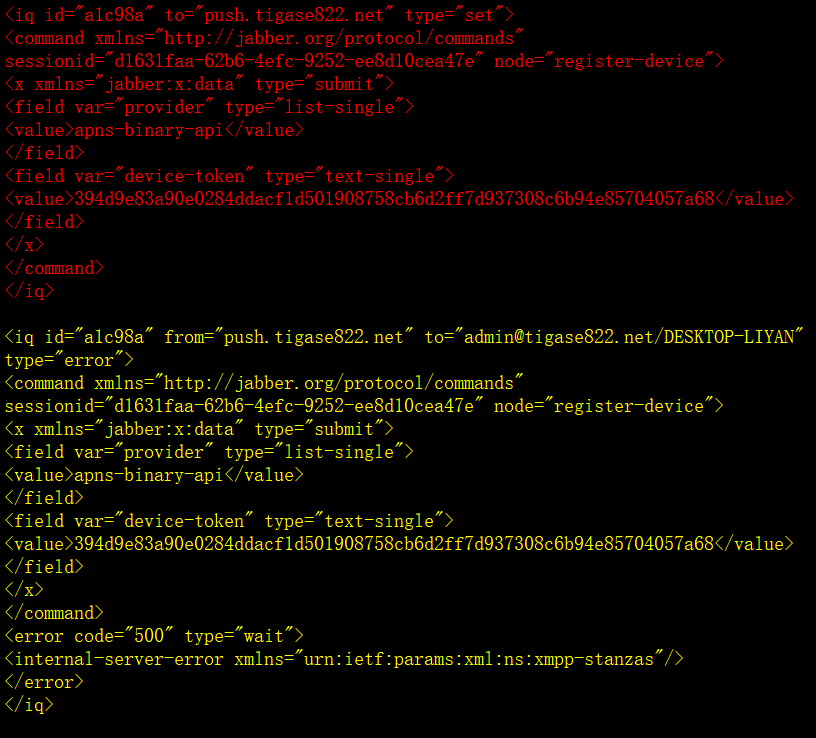 <iq id="a1c98a" to="push.tigase822.net" type="set">
<command xmlns="http://jabber.org/protocol/commands"
sessionid="d1631faa-62b6-4efc-9252-ee8d10cea47e" node="register-device">
<x xmlns="jabber:x:data" type="submit">
<field var="provider" type="list-single">
<value>apns-binary-api</value>
</field>
<field var="device-token" type="text-single">
<value>394d9e83a90e0284ddacf1d501908758cb6d2ff7d937308c6b94e85704057a68</value>
</field>
</x>
</command>
</iq>
<iq id="a1c98a" from="push.tigase822.net" to="admin@tigase822.net/DESKTOP-LIYAN"
type="error">
<command xmlns="http://jabber.org/protocol/commands"
sessionid="d1631faa-62b6-4efc-9252-ee8d10cea47e" node="register-device">
<x xmlns="jabber:x:data" type="submit">
<field var="provider" type="list-single">
<value>apns-binary-api</value>
</field>
<field var="device-token" type="text-single">
<value>394d9e83a90e0284ddacf1d501908758cb6d2ff7d937308c6b94e85704057a68</value>
</field>
</x>
</command>
<error code="500" type="wait">
<internal-server-error xmlns="urn:ietf:params:xml:ns:xmpp-stanzas"/>
</error>
</iq>